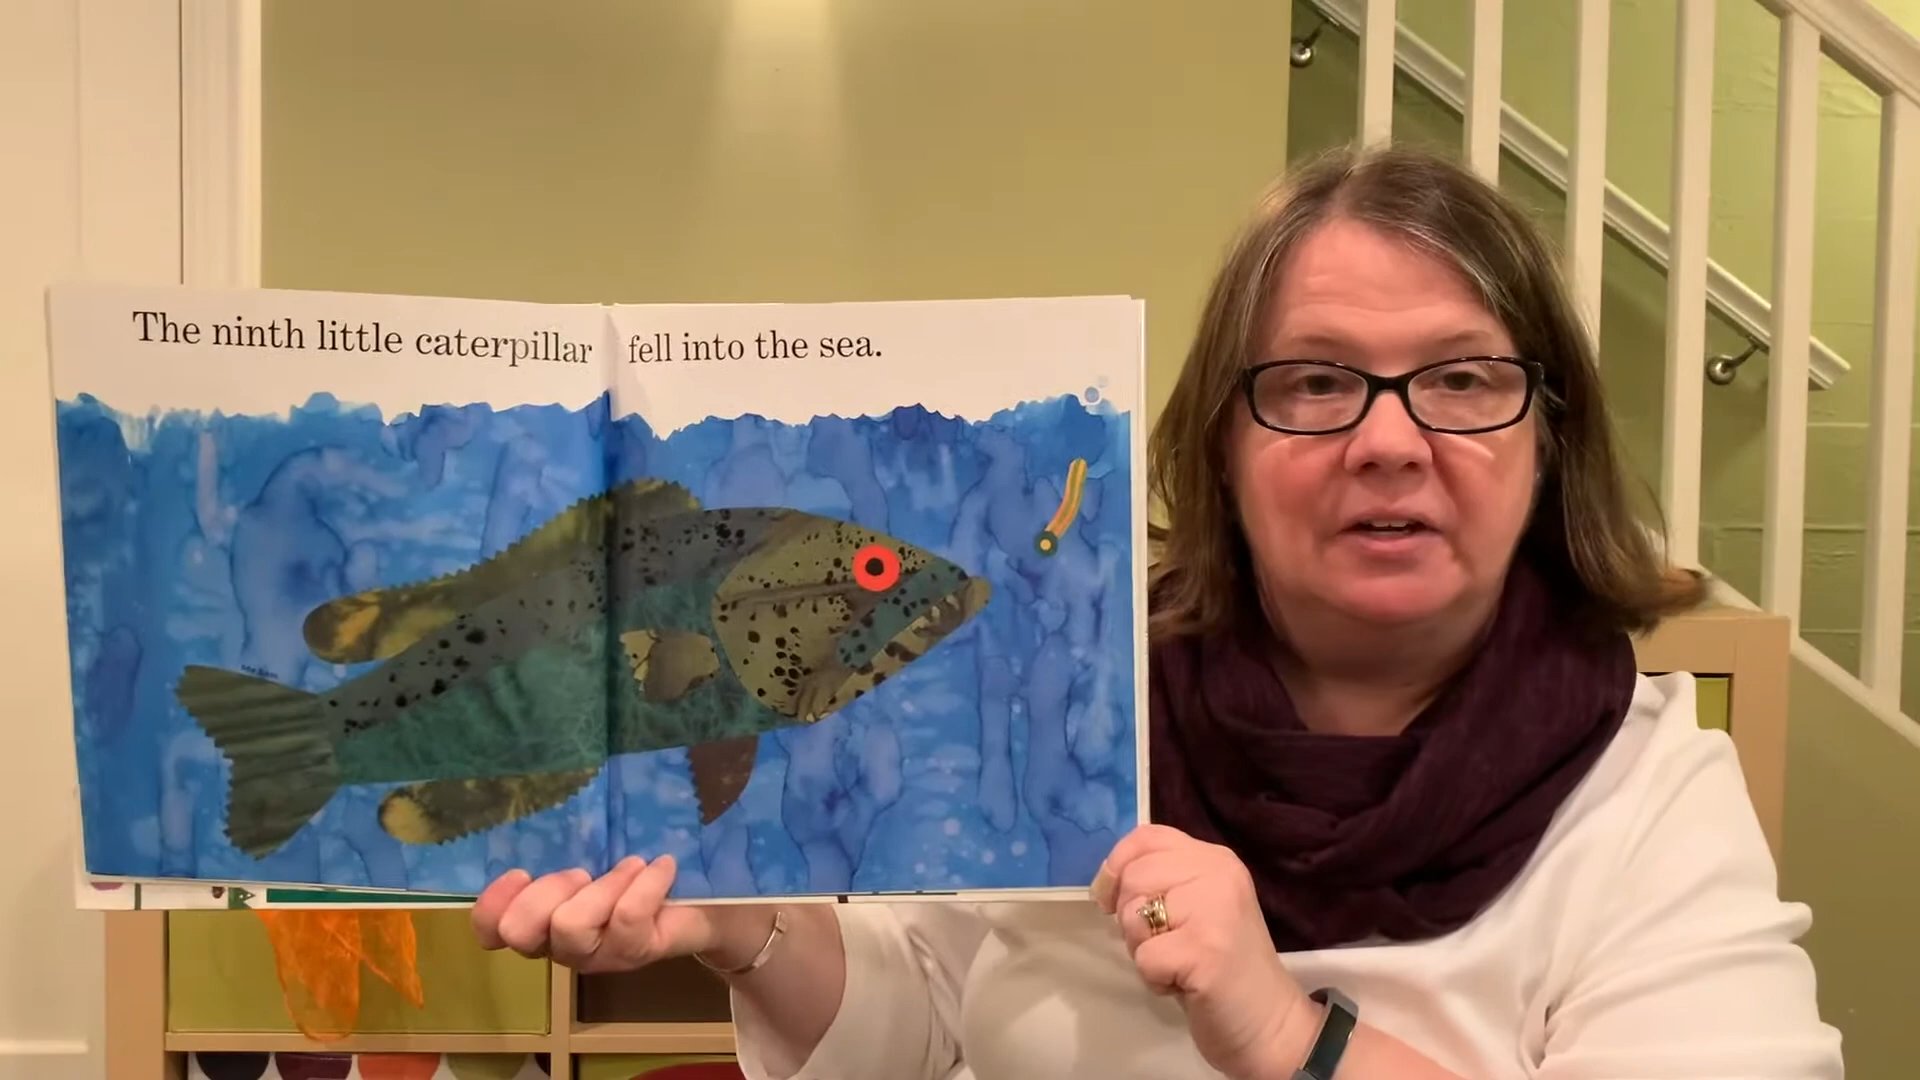 The ninth little caterpillar fell into the sea.